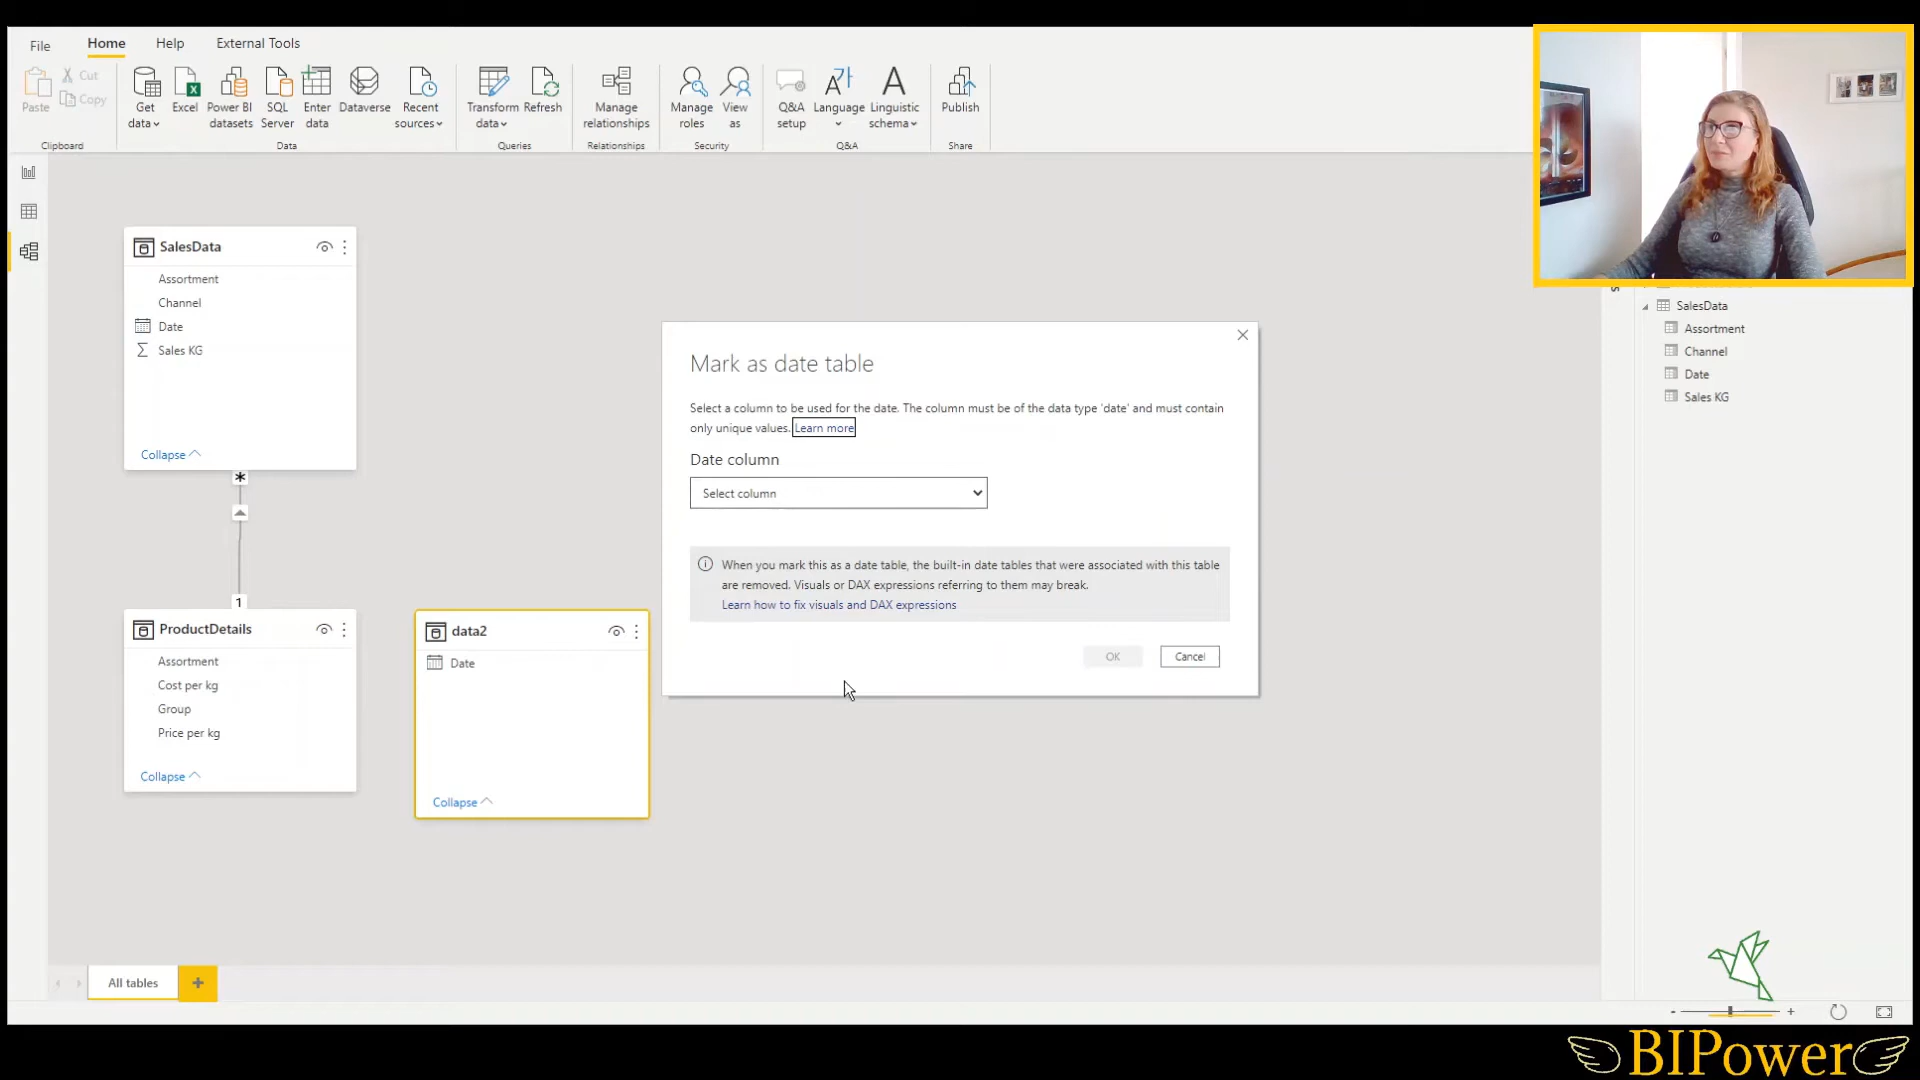 File Home Help External Tools
Paste Cut Copy
Get data Excel Power BI datasets SQL Server Enter data Dataverse Recent sources
Transform data Refresh
Manage relationships
Manage roles View as
Q&A setup Language Linguistic schema
Publish
Clipboard Data Queries Relationships Security Q&A Share
SalesData
Assortment
Channel
Date
Sales KG
Collapse
*
1
ProductDetails
Assortment
Cost per kg
Group
Price per kg
Collapse
data2
Date
Collapse
Mark as date table
Select a column to be used for the date. The column must be of the data type 'date' and must contain
only unique values. Learn more
Date column
Select column
When you mark this as a date table, the built-in date tables that were associated with this table
are removed. Visuals or DAX expressions referring to them may break.
Learn how to fix visuals and DAX expressions
OK Cancel
SalesData
Assortment
Channel
Date
Sales KG
All tables +
- +
BIPower